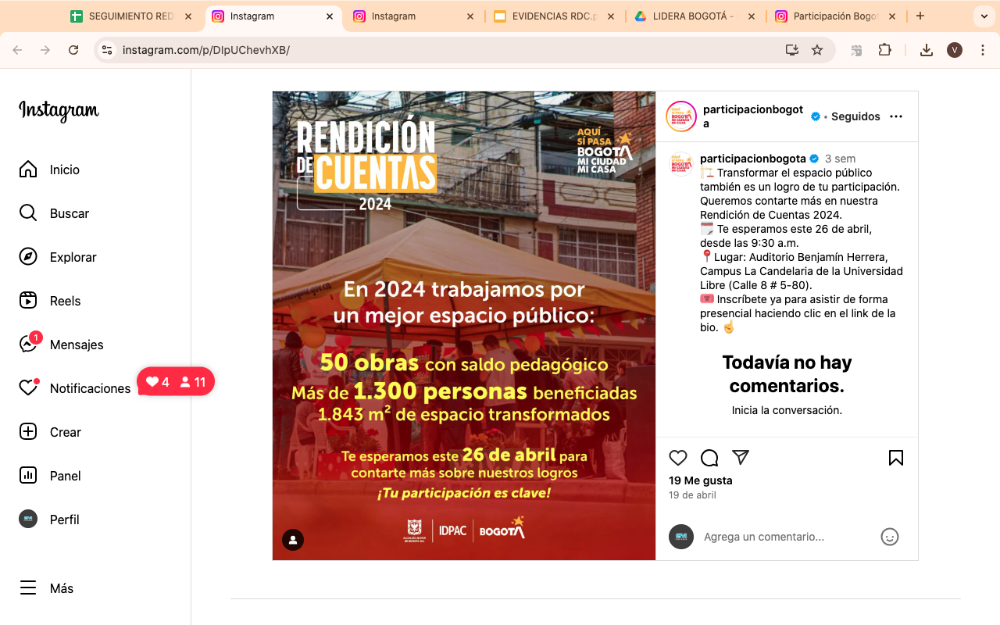 SEGUIMIENTO RED
Instagram
Instagram
EVIDENCIAS RDC.p
LIDERA BOGOTÁ -
Participación Bogot
instagram.com/p/DIpUChevhXB/
V
Instagram
Inicio
Buscar
Explorar
Reels
1
Mensajes
Notificaciones
4 11
Crear
Panel
Perfil
Más
RENDICIÓN
DE CUENTAS
2024
AQUÍ
SÍ PASA
BOGOTÁ
MI CIUDAD
MI CASA
En 2024 trabajamos por
un mejor espacio público:
50 obras con saldo pedagógico
Más de 1.300 personas beneficiadas
1.843 m² de espacio transformados
Te esperamos este 26 de abril para
contarte más sobre nuestros logros
¡Tu participación es clave!
ALCALDÍA MAYOR
DE BOGOTÁ D.C.
IDPAC
BOGOTÁ
participacionbogot
a
• Seguidos
participacionbogota 3 sem
Transformar el espacio público
también es un logro de tu participación.
Queremos contarte más en nuestra
Rendición de Cuentas 2024.
Te esperamos este 26 de abril,
desde las 9:30 a.m.
Lugar: Auditorio Benjamín Herrera,
Campus La Candelaria de la Universidad
Libre (Calle 8 # 5-80).
Inscríbete ya para asistir de forma
presencial haciendo clic en el link de la
bio.
Todavía no hay
comentarios.
Inicia la conversación.
19 Me gusta
19 de abril
Agrega un comentario...